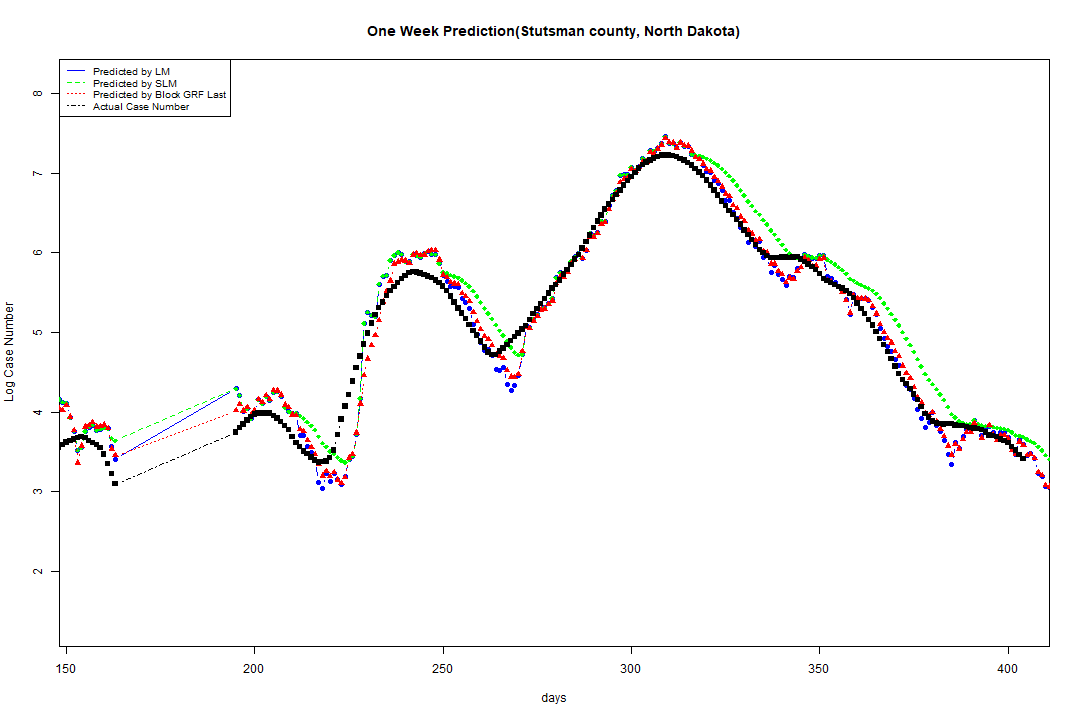 One Week Prediction(Stutsman county, North Dakota)
Predicted by LM
Predicted by SLM
Predicted by Block GRF Last
Actual Case Number
8
7
6
5
4
3
2
Log Case Number
150 200 250 300 350 400
days